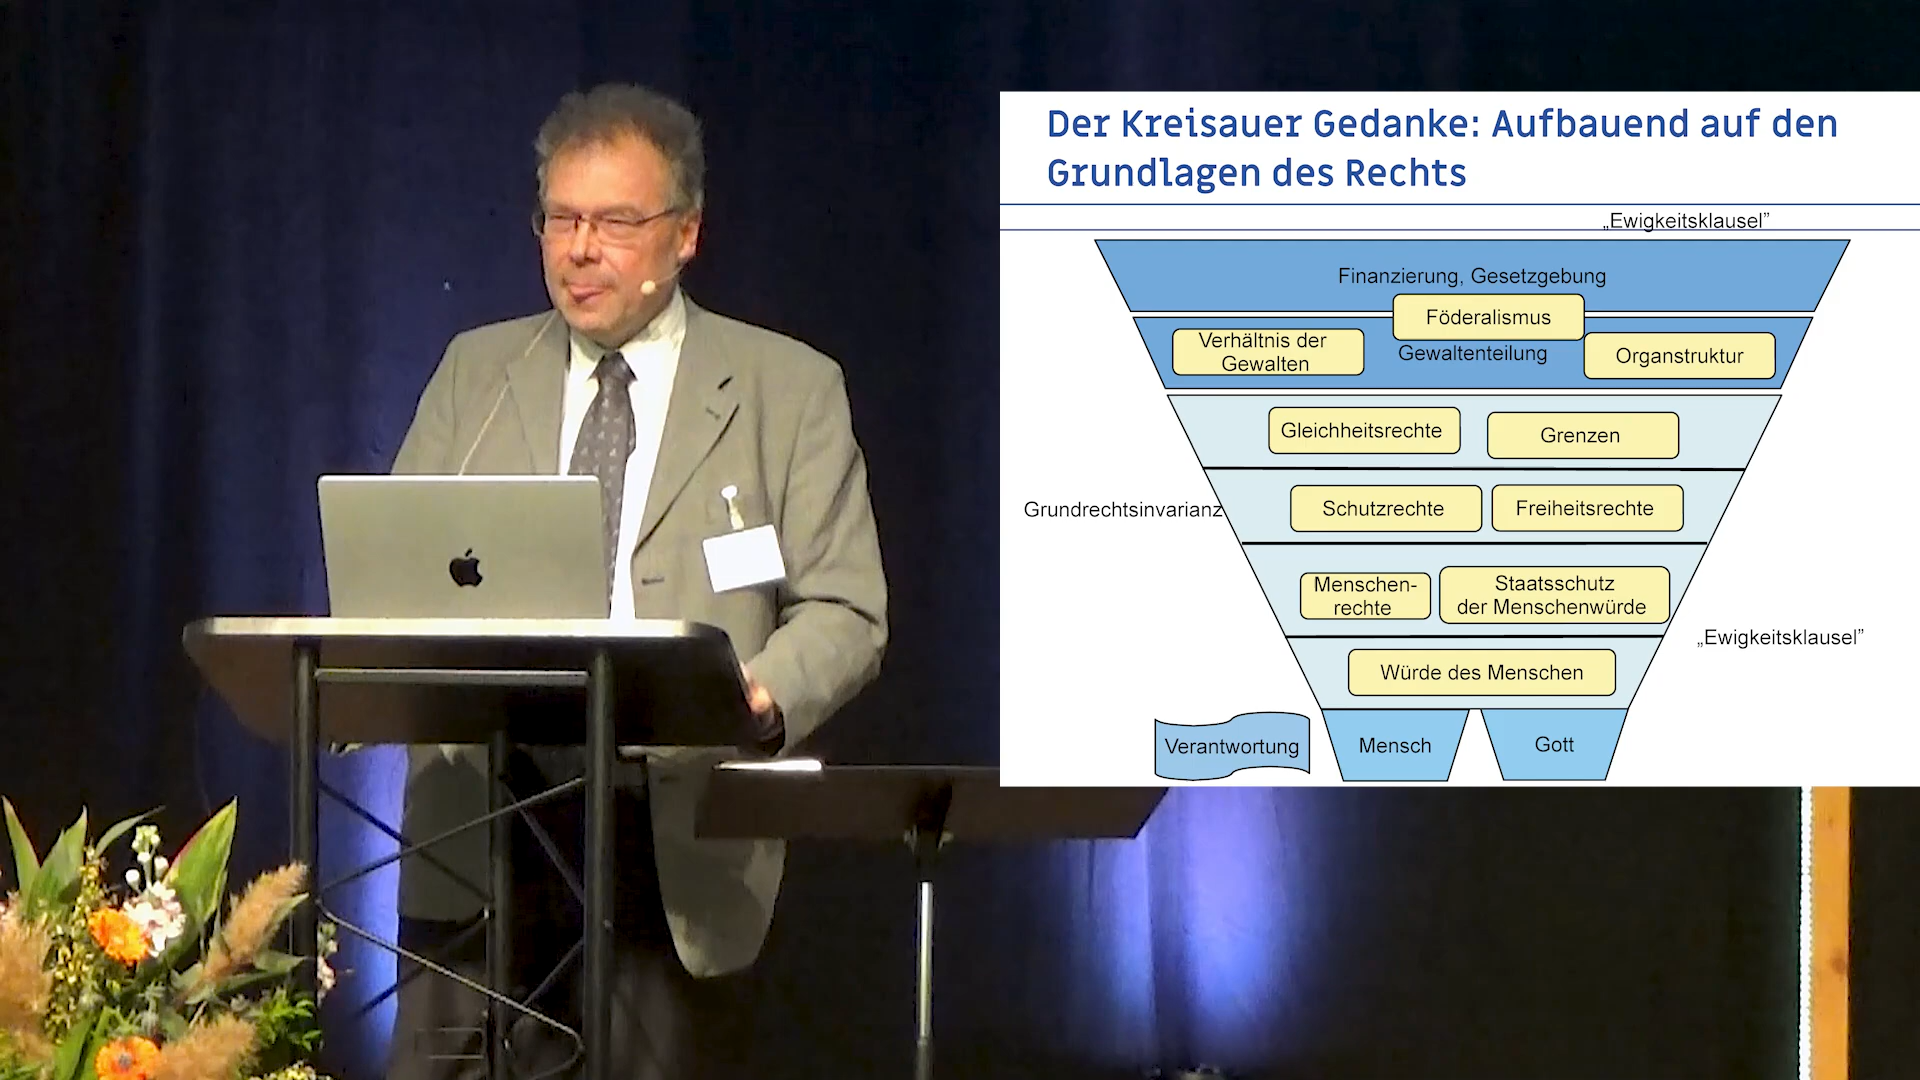 Der Kreisauer Gedanke: Aufbauend auf den
Grundlagen des Rechts
„Ewigkeitsklausel”
Finanzierung, Gesetzgebung
Föderalismus
Verhältnis der
Gewalten
Gewaltenteilung
Organstruktur
Gleichheitsrechte
Grenzen
Grundrechtsinvarianz
Schutzrechte
Freiheitsrechte
Menschen-
rechte
Staatsschutz
der Menschenwürde
„Ewigkeitsklausel”
Würde des Menschen
Verantwortung
Mensch
Gott